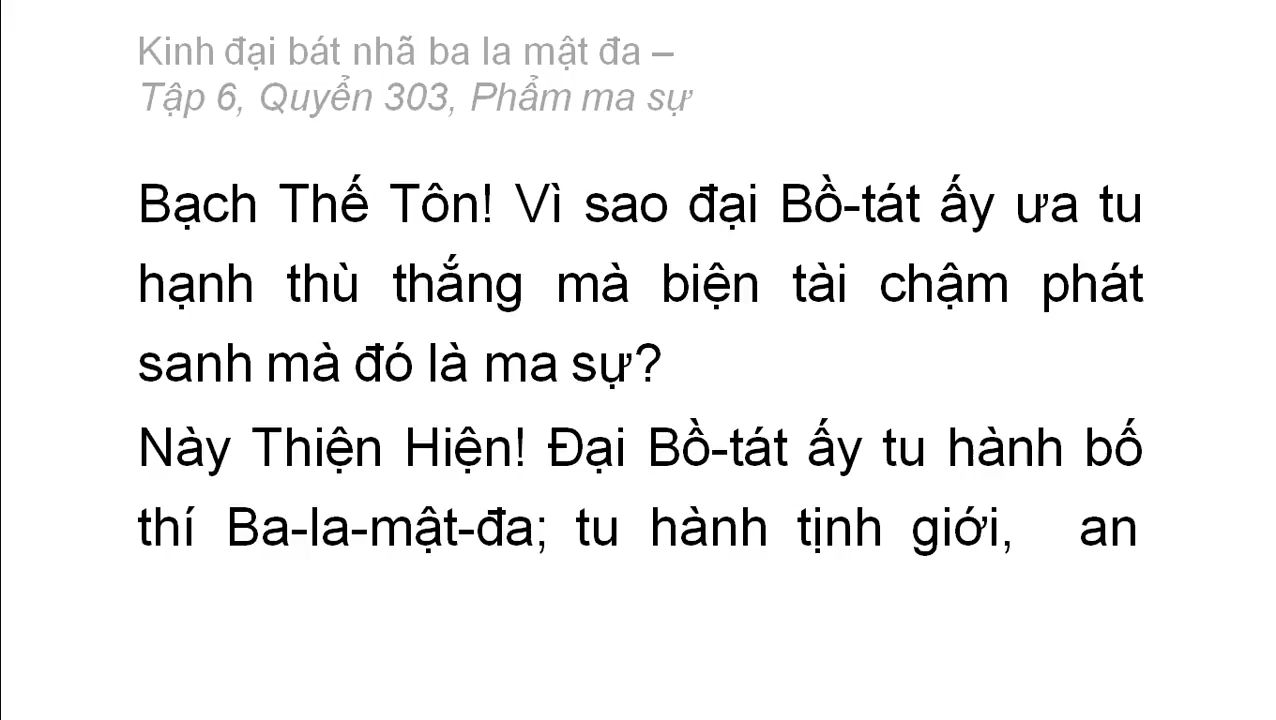 Kinh đại bát nhã ba la mật đa –
Tập 6, Quyển 303, Phẩm ma sự
Bạch Thế Tôn! Vì sao đại Bồ-tát ấy ưa tu
hạnh thù thắng mà biện tài chậm phát
sanh mà đó là ma sự?
Này Thiện Hiện! Đại Bồ-tát ấy tu hành bố
thí Ba-la-mật-đa; tu hành tịnh giới, an